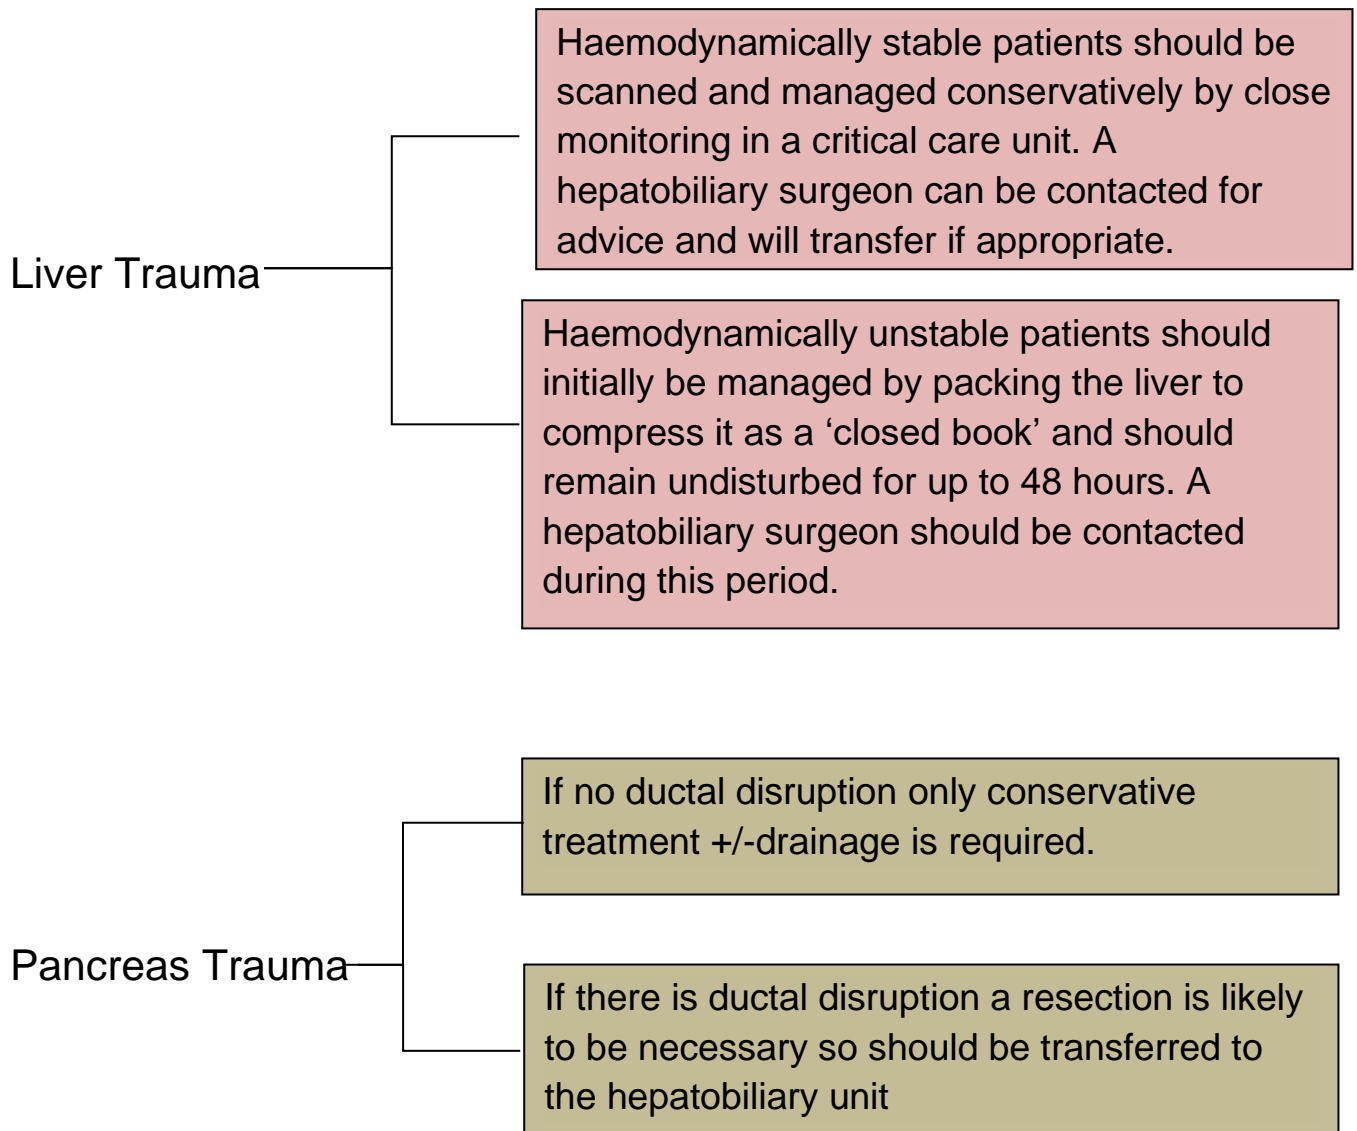 Haemodynamically stable patients should be
scanned and managed conservatively by close
monitoring in a critical care unit. A
hepatobiliary surgeon can be contacted for
advice and will transfer if appropriate.
Liver Trauma
Haemodynamically unstable patients should
initially be managed by packing the liver to
compress it as a ‘closed book’ and should
remain undisturbed for up to 48 hours. A
hepatobiliary surgeon should be contacted
during this period.
If no ductal disruption only conservative
treatment +/-drainage is required.
Pancreas Trauma
If there is ductal disruption a resection is likely
to be necessary so should be transferred to
the hepatobiliary unit